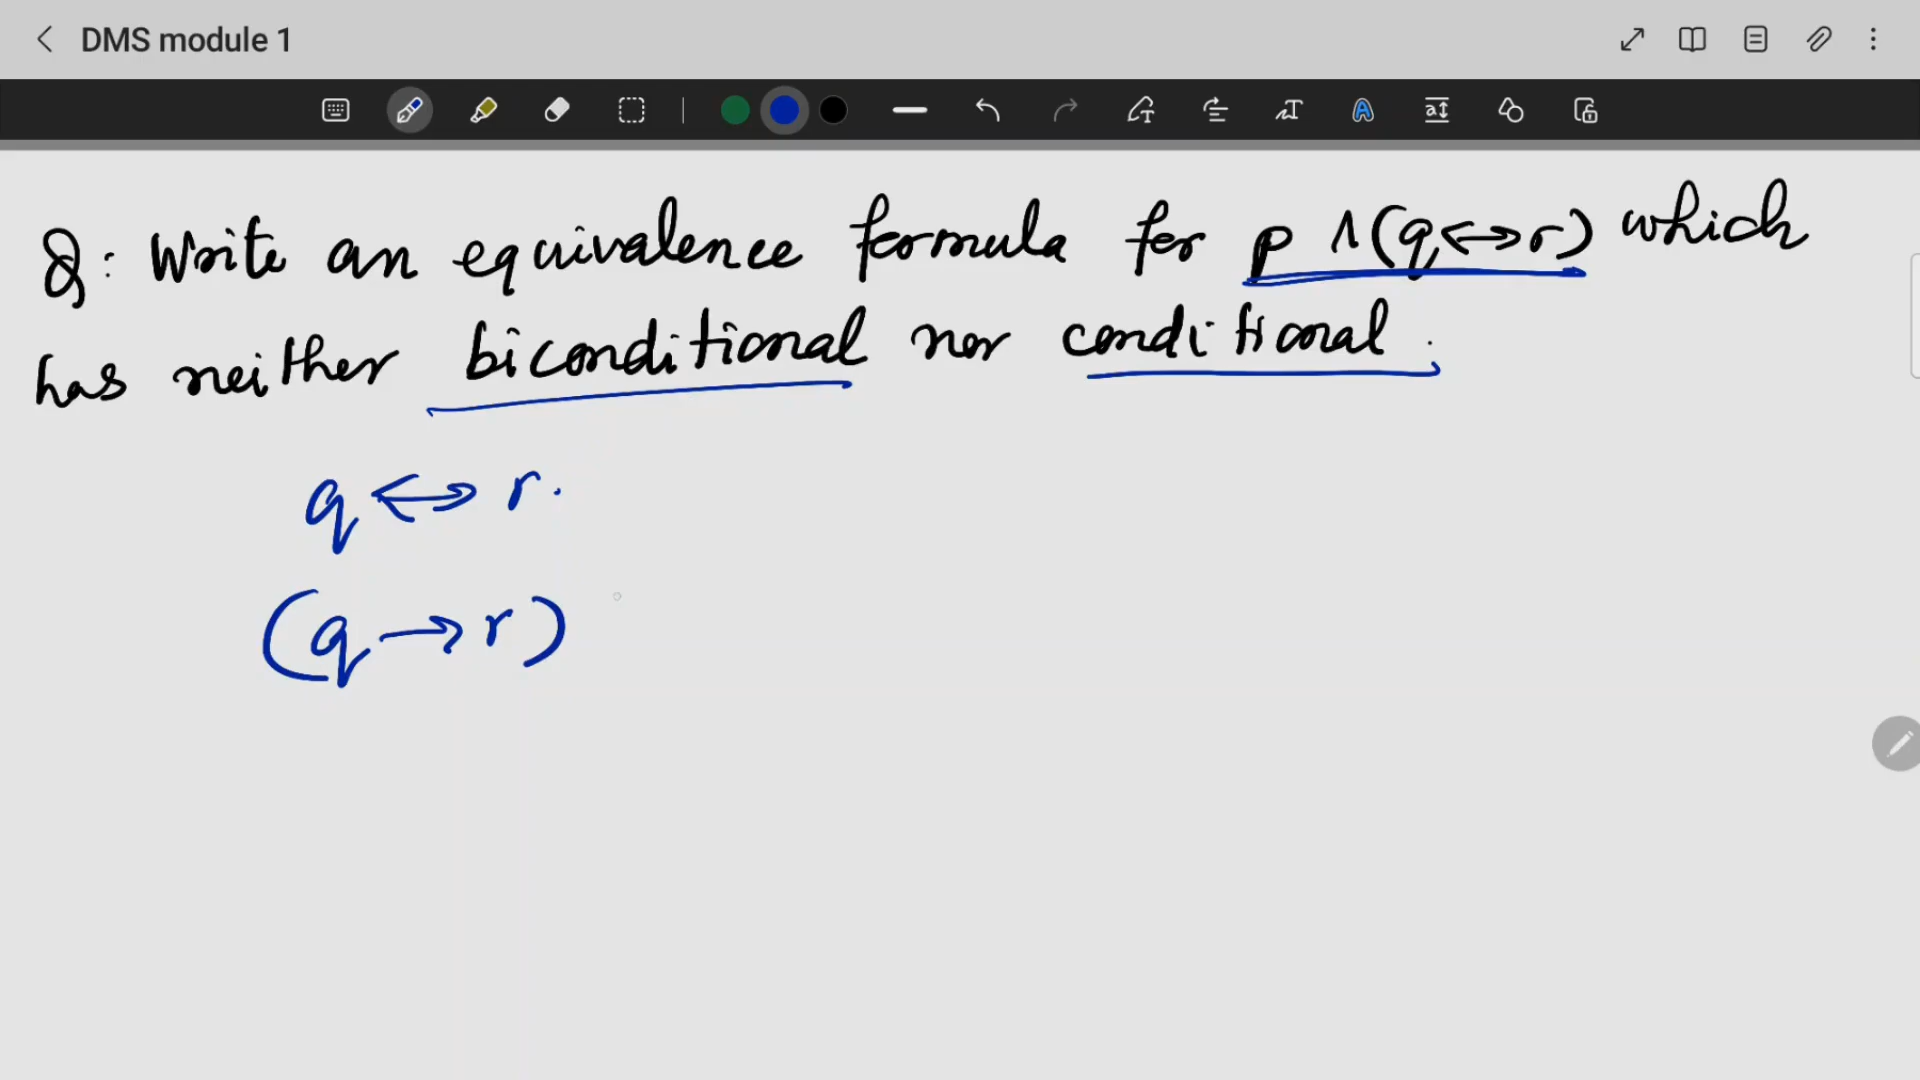 DMS module 1
Q: Write an equivalence formula for p ∧ (q ↔ r) which
has neither biconditional nor conditional.
q ↔ r.
(q → r)